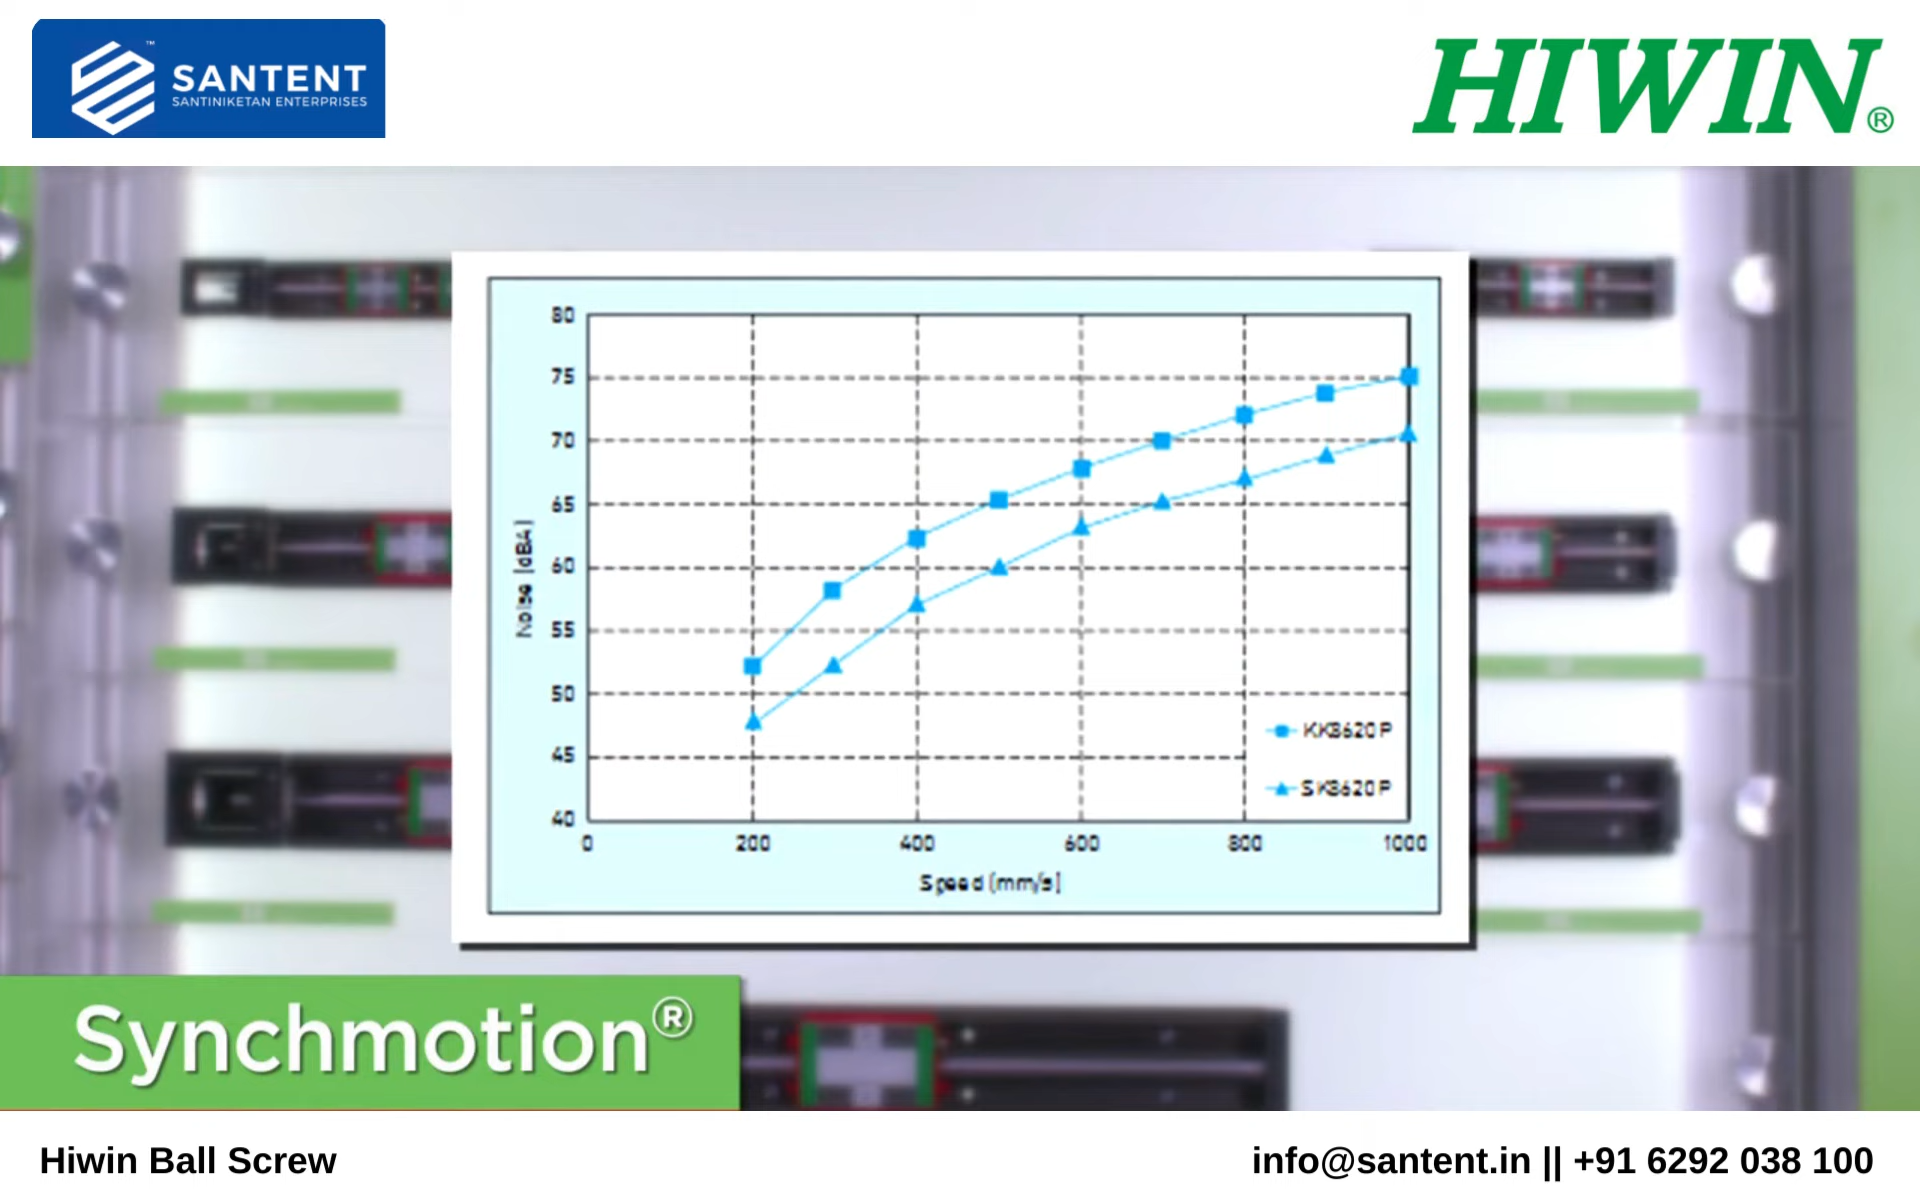 SANTENT™
SANTINIKETAN ENTERPRISES
HIWIN®
80
75
70
65
60
55
50
45
40
Noise (dBA)
0 200 400 600 800 1000
Speed (mm/s)
KK8620P
SK8620P
Synchmotion®
Hiwin Ball Screw
info@santent.in || +91 6292 038 100